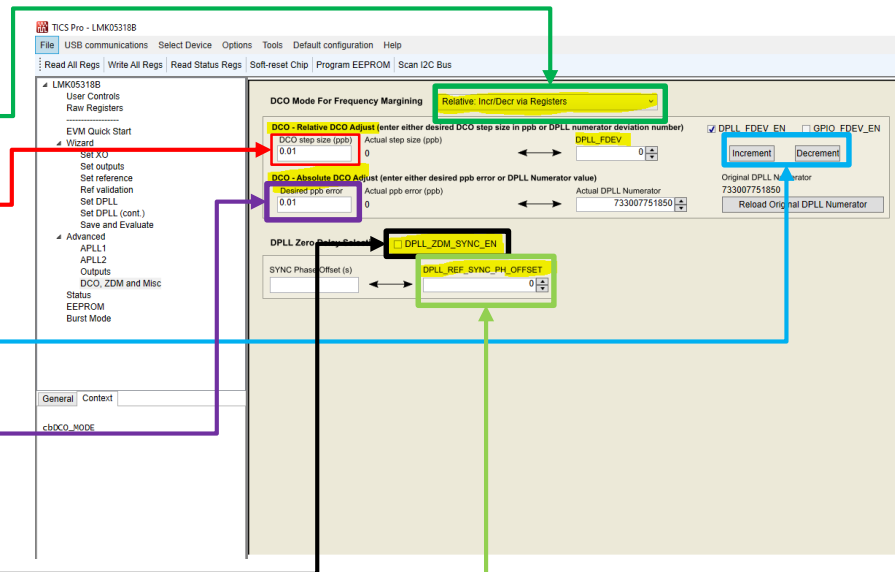 TICS Pro - LMK05318B
File USB communications Select Device Options Tools Default configuration Help
Read All Regs Write All Regs Read Status Regs Soft-reset Chip Program EEPROM Scan I2C Bus
LMK05318B
User Controls
Raw Registers
--------------------
EVM Quick Start
Wizard
Set XO
Set outputs
Set reference
Ref validation
Set DPLL
Set DPLL (cont.)
Save and Evaluate
Advanced
APLL1
APLL2
Outputs
DCO, ZDM and Misc
Status
EEPROM
Burst Mode
General Context
cbDCO_MODE
DCO Mode For Frequency Margining Relative: Incr/Decr via Registers
DCO - Relative DCO Adjust (enter either desired DCO step size in ppb or DPLL numerator deviation number) DPLL_FDEV_EN GPIO_FDEV_EN
DCO step size (ppb) Actual step size (ppb) DPLL_FDEV
0.01 0 0 Increment Decrement
DCO - Absolute DCO Adjust (enter either desired ppb error or DPLL Numerator value) Original DPLL Numerator
Desired ppb error Actual ppb error (ppb) Actual DPLL Numerator 733007751850
0.01 0 733007751850 Reload Original DPLL Numerator
DPLL Zero Delay DPLL_ZDM_SYNC_EN
SYNC Phase Offset (s) DPLL_REF_SYNC_PH_OFFSET
0